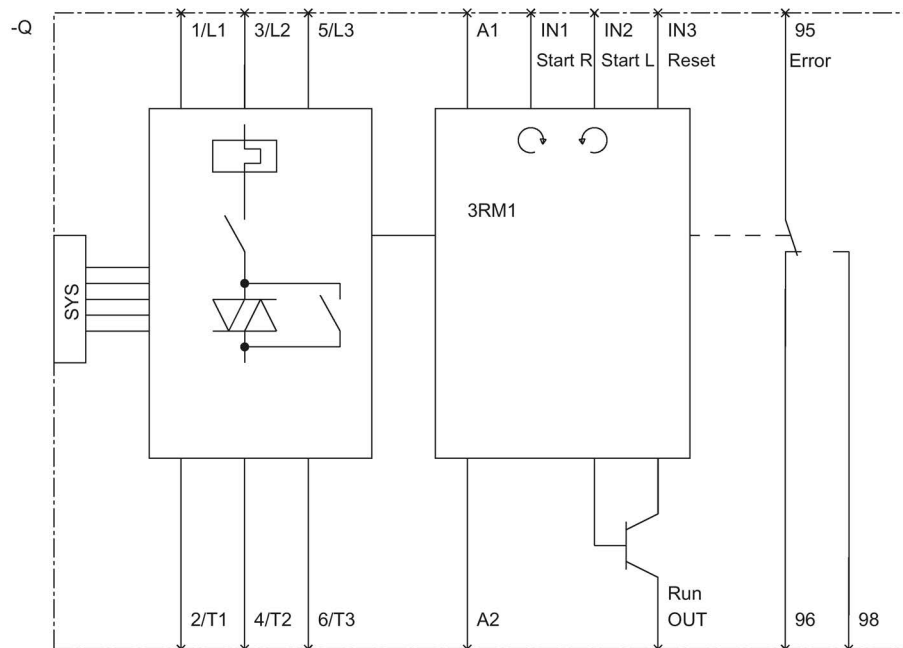 -Q
1/L1 3/L2 5/L3 A1 IN1 IN2 IN3 95
Start R Start L Reset Error
3RM1
SYS
Run
2/T1 4/T2 6/T3 A2 OUT 96 98